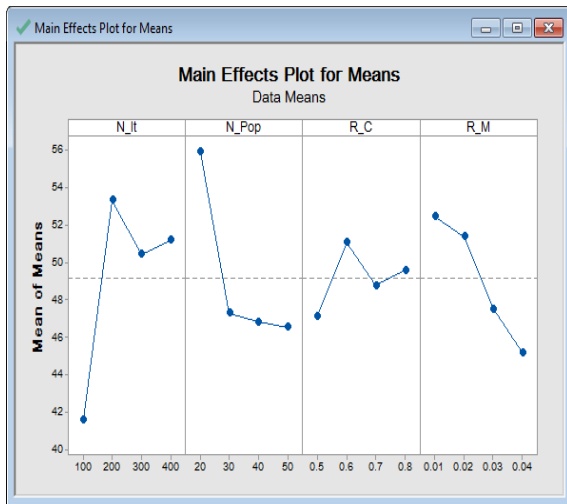 Main Effects Plot for Means
Main Effects Plot for Means
Data Means
N_It N_Pop R_C R_M
Mean of Means
56
54
52
50
48
46
44
42
40
100 200 300 400 20 30 40 50 0.5 0.6 0.7 0.8 0.01 0.02 0.03 0.04